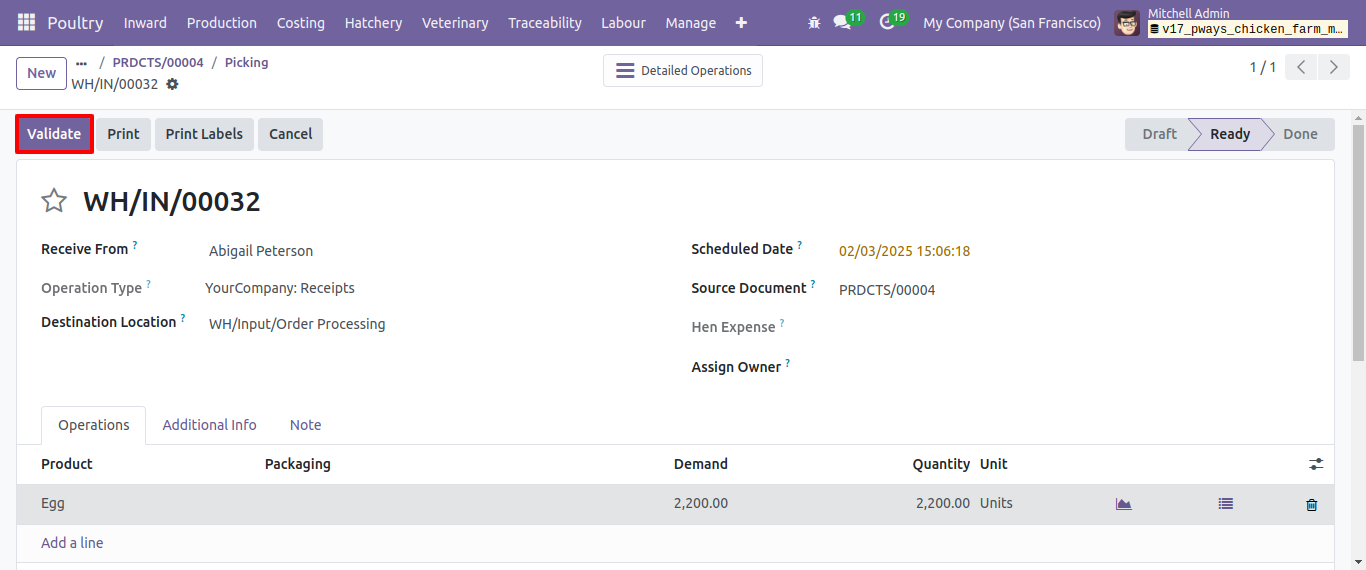 Poultry Inward Production Costing Hatchery Veterinary Traceability Labour Manage 11 19 My Company (San Francisco) Mitchell Admin
v17_pways_chicken_farm_m...
New ... / PRDCTS/00004 / Picking
WH/IN/00032
Detailed Operations
1 / 1
Validate Print Print Labels Cancel Draft Ready Done
WH/IN/00032
Receive From ? Abigail Peterson Scheduled Date ? 02/03/2025 15:06:18
Operation Type ? YourCompany: Receipts Source Document ? PRDCTS/00004
Destination Location ? WH/Input/Order Processing Hen Expense ?
Assign Owner ?
Operations Additional Info Note
Product Packaging Demand Quantity Unit
Egg 2,200.00 2,200.00 Units
Add a line